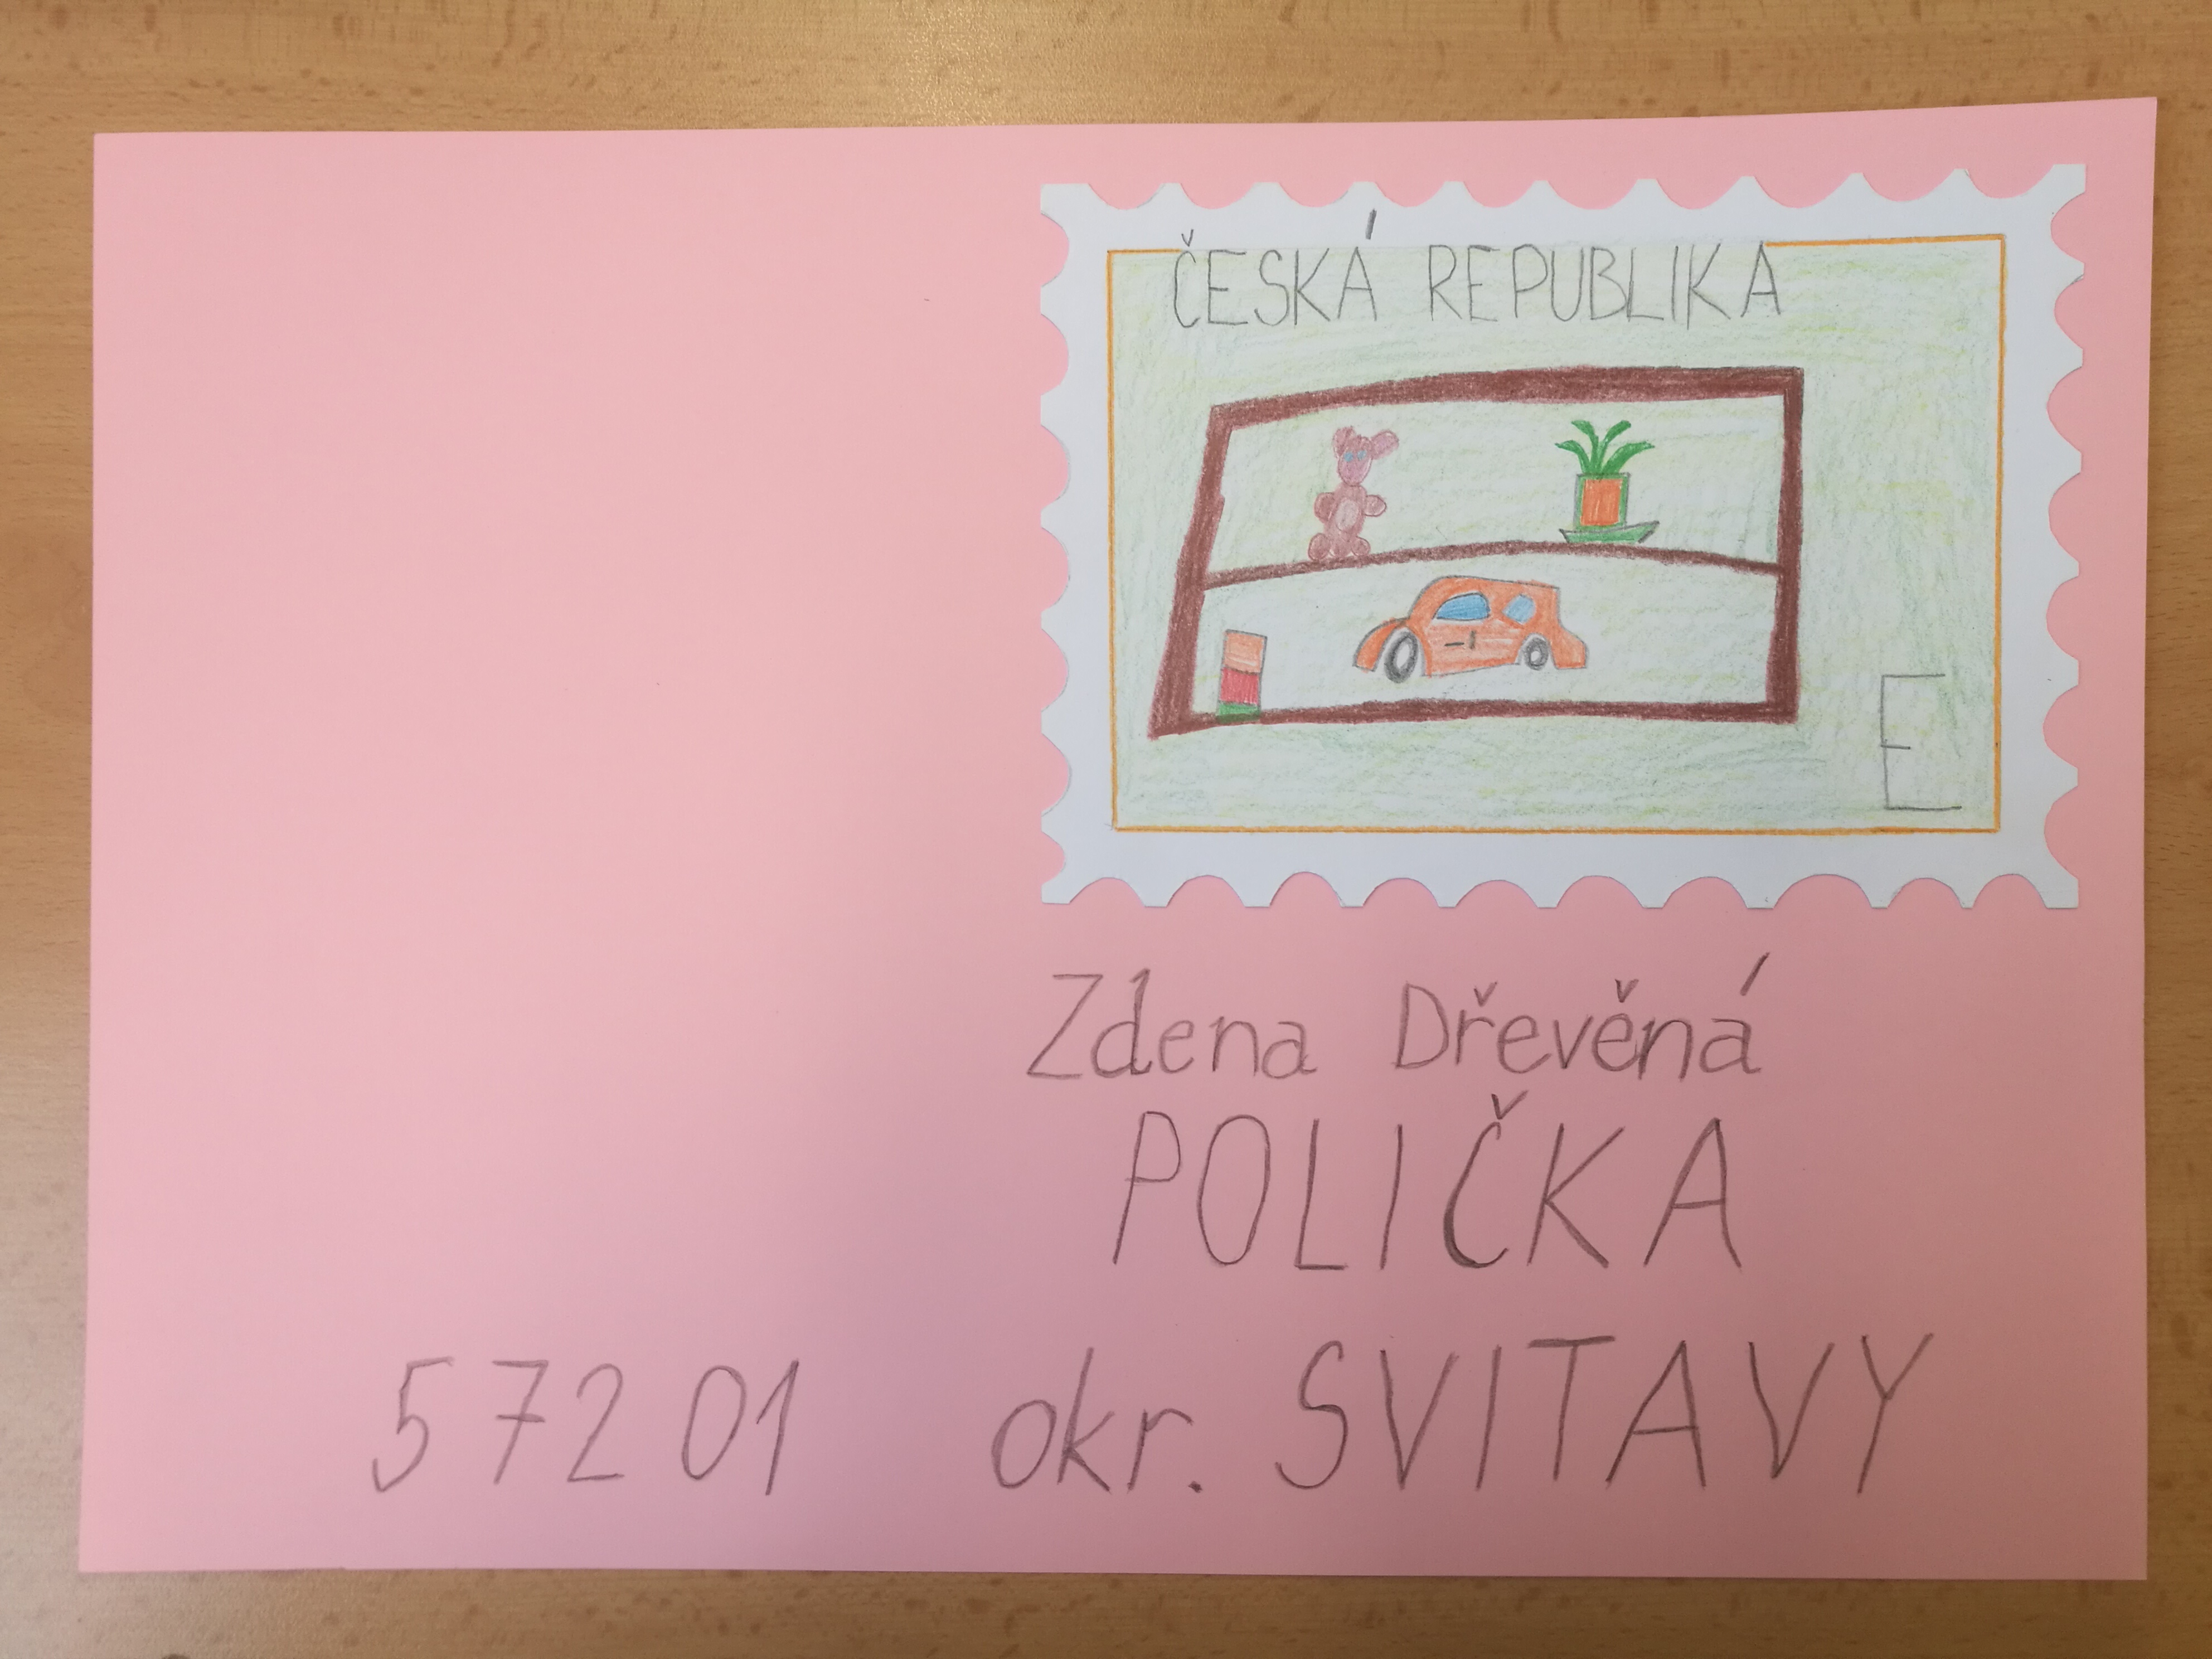 ČESKÁ REPUBLIKA
E
Zdena Dřevěná
POLIČKA
572 01 okr. SVITAVY